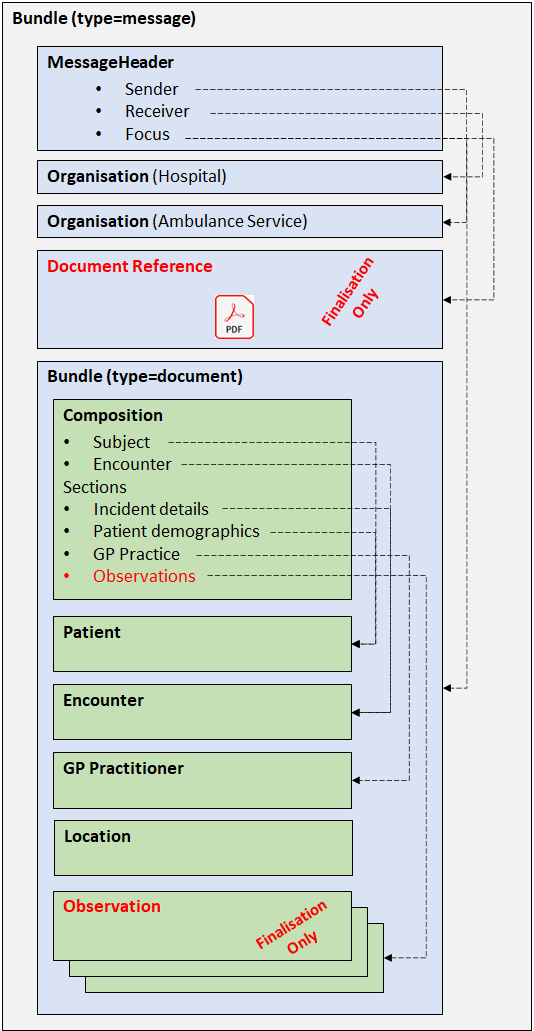 Bundle (type=message)
MessageHeader
• Sender
• Receiver
• Focus
Organisation (Hospital)
Organisation (Ambulance Service)
Document Reference
PDF
Finalisation
Only
Bundle (type=document)
Composition
• Subject
• Encounter
Sections
• Incident details
• Patient demographics
• GP Practice
• Observations
Patient
Encounter
GP Practitioner
Location
Observation
Finalisation
Only